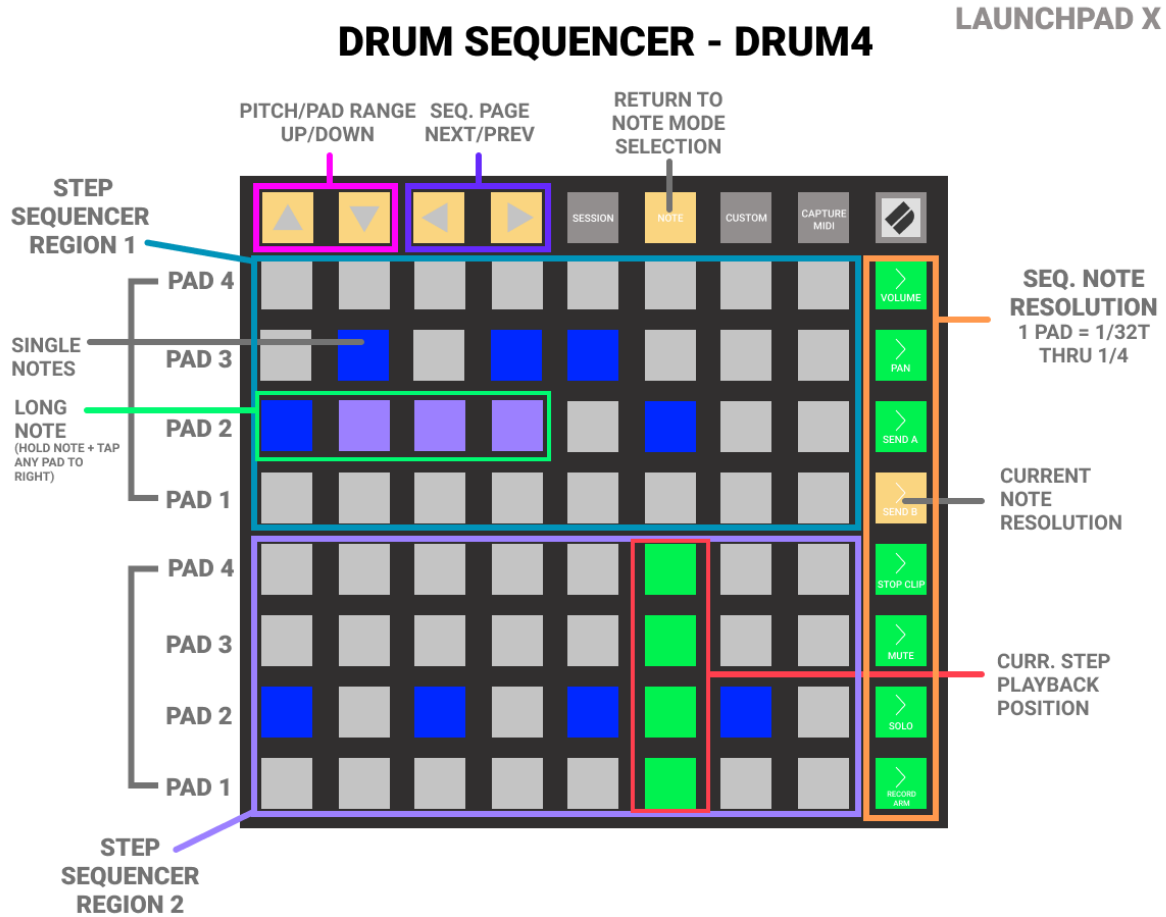 LAUNCHPAD X
DRUM SEQUENCER - DRUM4
PITCH/PAD RANGE
UP/DOWN
SEQ. PAGE
NEXT/PREV
RETURN TO
NOTE MODE
SELECTION
STEP
SEQUENCER
REGION 1
SESSION
NOTE
CUSTOM
CAPTURE
MIDI
PAD 4
PAD 3
PAD 2
PAD 1
SINGLE
NOTES
LONG
NOTE
(HOLD NOTE + TAP
ANY PAD TO
RIGHT)
PAD 4
PAD 3
PAD 2
PAD 1
STEP
SEQUENCER
REGION 2
VOLUME
PAN
SEND A
SEND B
STOP CLIP
MUTE
SOLO
RECORD
ARM
SEQ. NOTE
RESOLUTION
1 PAD = 1/32T
THRU 1/4
CURRENT
NOTE
RESOLUTION
CURR. STEP
PLAYBACK
POSITION